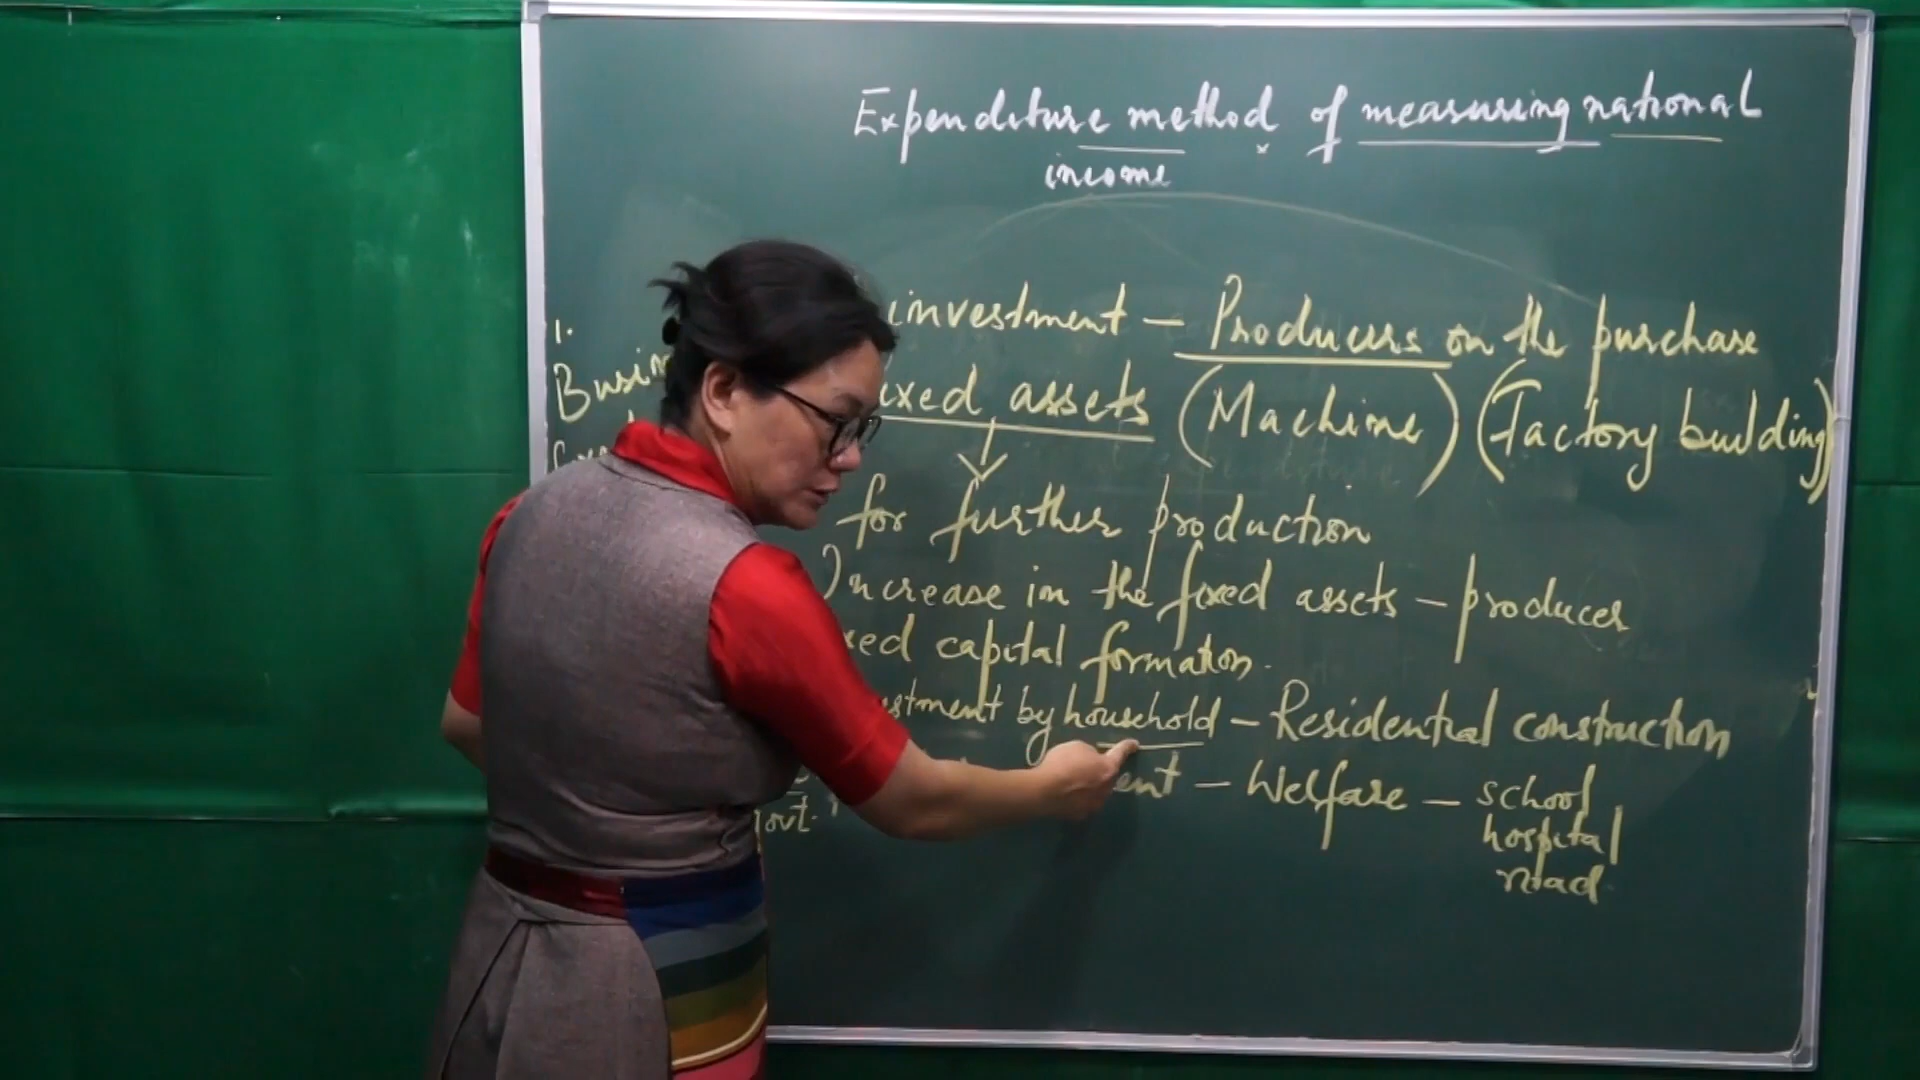 Expenditure method of measuring national
income
1.
Busin investment - Producers on the purchase
ixed assets (Machine) (Factory building)
for further production
Increase in the fixed assets - producer
xed capital formation.
estment by household - Residential construction
ent - Welfare - school
hospital
road